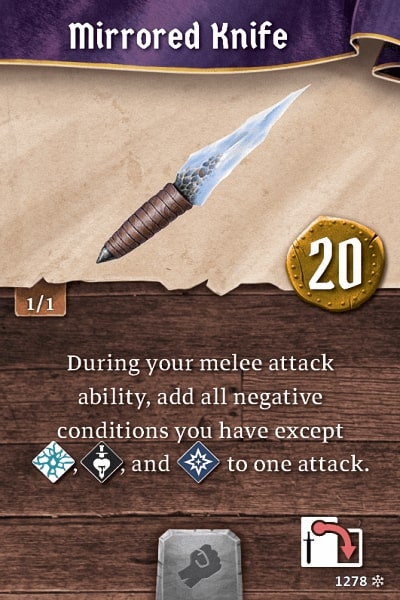 Mirrored Knife
20
1/1
During your melee attack
ability, add all negative
conditions you have except
, , and to one attack.
1278